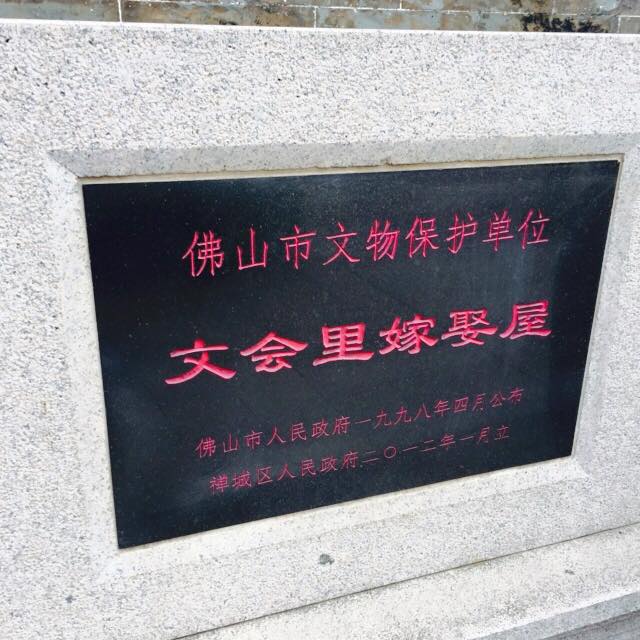 佛山市文物保护单位
文会里嫁娶屋
佛山市人民政府一九九八年四月公布
禅城区人民政府二〇一二年一月立